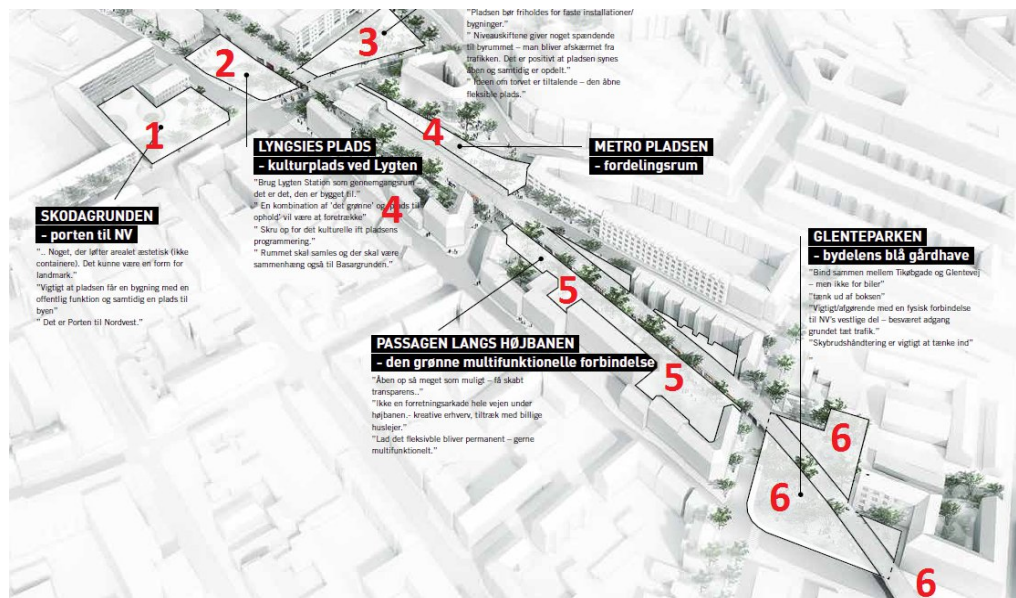 "Pladsen bør friholdes for faste installationer/
bygninger."
" Niveauskiftene giver noget spændende
til byrummet – man bliver afskærmet fra
trafikken. Det er positivt at pladsen synes
åben og samtidig er opdelt."
" Ideen om torvet er tiltalende – den åbne
fleksible plads."
3
2
1
4
LYNGSIES PLADS
- kulturplads ved Lygten
"Brug Lygten Station som gennemgangsrum –
det er det, den er bygget til."
" En kombination af 'det grønne' og 'plads til
ophold' vil være at foretrække"
" Skru op for det kulturelle ift pladsens
programmering."
" Rummet skal samles og der skal være
sammenhæng også til Basargrunden."
4
METRO PLADSEN
- fordelingsrum
SKODAGRUNDEN
- porten til NV
".. Noget, der løfter arealet æstetisk (ikke
containere). Det kunne være en form for
landmark."
"Vigtigt at pladsen får en bygning med en
offentlig funktion og samtidig en plads til
byen"
" Det er Porten til Nordvest."
GLENTEPARKEN
- bydelens blå gårdhave
"Bind sammen mellem Tikøbgade og Glentevej
– men ikke for biler"
"tænk ud af boksen"
"Vigtigt/afgørende med en fysisk forbindelse
til NV's vestlige del – besværet adgang
grundet tæt trafik."
"Skybrudshåndtering er vigtigt at tænke ind"
"
5
PASSAGEN LANGS HØJBANEN
- den grønne multifunktionelle forbindelse
"Åben op så meget som muligt – få skabt
transparens.."
"Ikke en forretningsarkade hele vejen under
højbanen.- kreative erhverv, tiltræk med billige
huslejer."
"Lad det fleksivble bliver permanent – gerne
multifunktionelt."
5
6
6
6